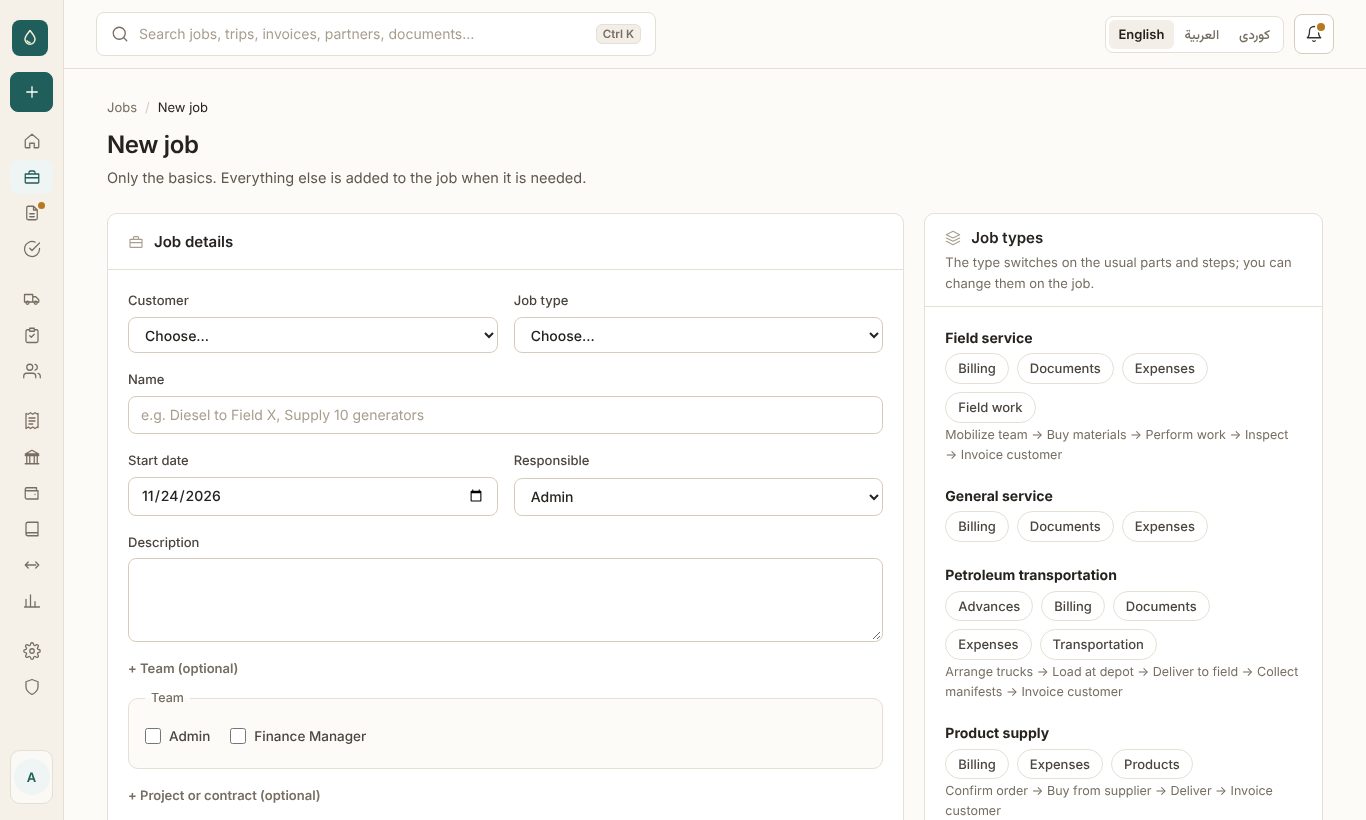 Search jobs, trips, invoices, partners, documents...
Ctrl K
English
العربية
کوردی
Jobs / New job
New job
Only the basics. Everything else is added to the job when it is needed.
Job details
Customer
Choose...
Job type
Choose...
Name
e.g. Diesel to Field X, Supply 10 generators
Start date
11/24/2026
Responsible
Admin
Description
+ Team (optional)
Team
Admin
Finance Manager
+ Project or contract (optional)
Job types
The type switches on the usual parts and steps; you can
change them on the job.
Field service
Billing
Documents
Expenses
Field work
Mobilize team → Buy materials → Perform work → Inspect
→ Invoice customer
General service
Billing
Documents
Expenses
Petroleum transportation
Advances
Billing
Documents
Expenses
Transportation
Arrange trucks → Load at depot → Deliver to field → Collect
manifests → Invoice customer
Product supply
Billing
Expenses
Products
Confirm order → Buy from supplier → Deliver → Invoice
customer
A